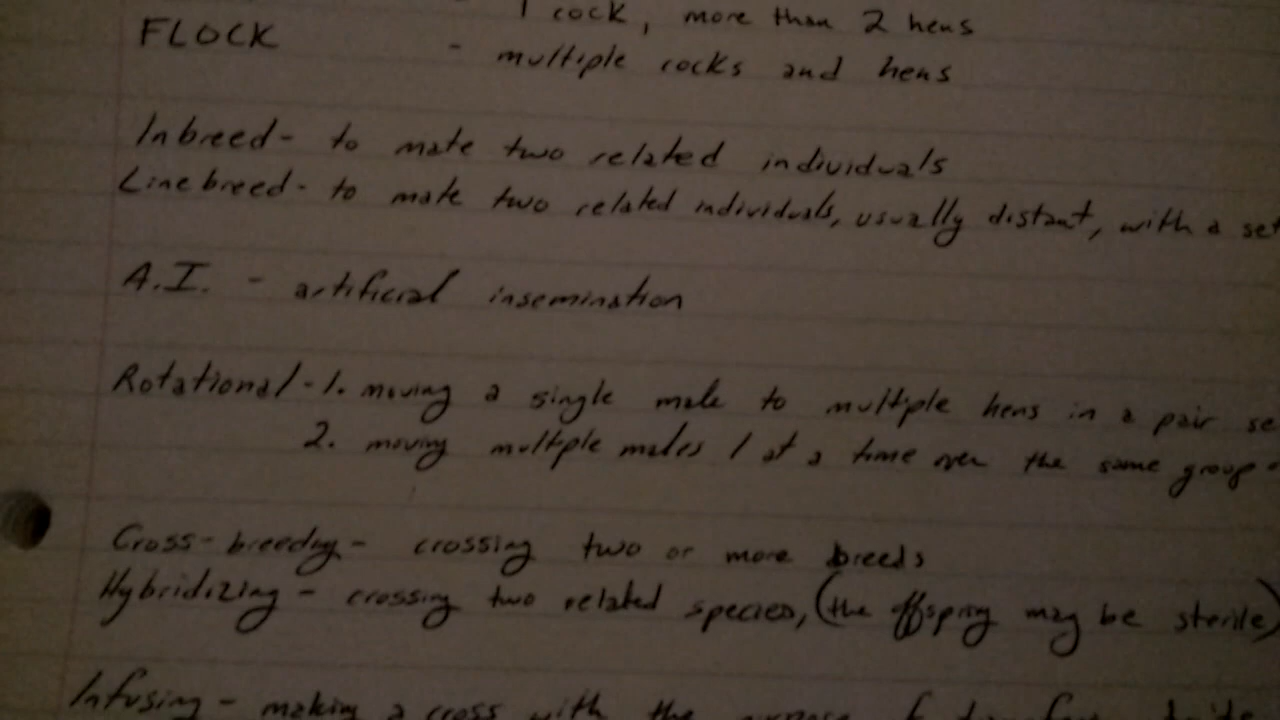 1 cock, more than 2 hens
FLOCK - multiple cocks and hens
Inbreed- to mate two related individuals
Linebreed- to mate two related individuals, usually distant, with a set
A.I. - artificial insemination
Rotational-1. moving a single male to multiple hens in a pair se
2. moving multiple males 1 at a time over the same group
Cross-breeding- crossing two or more breeds
Hybridizing - crossing two related species, (the offspring may be sterile)
Infusing - making a cross with the purpose